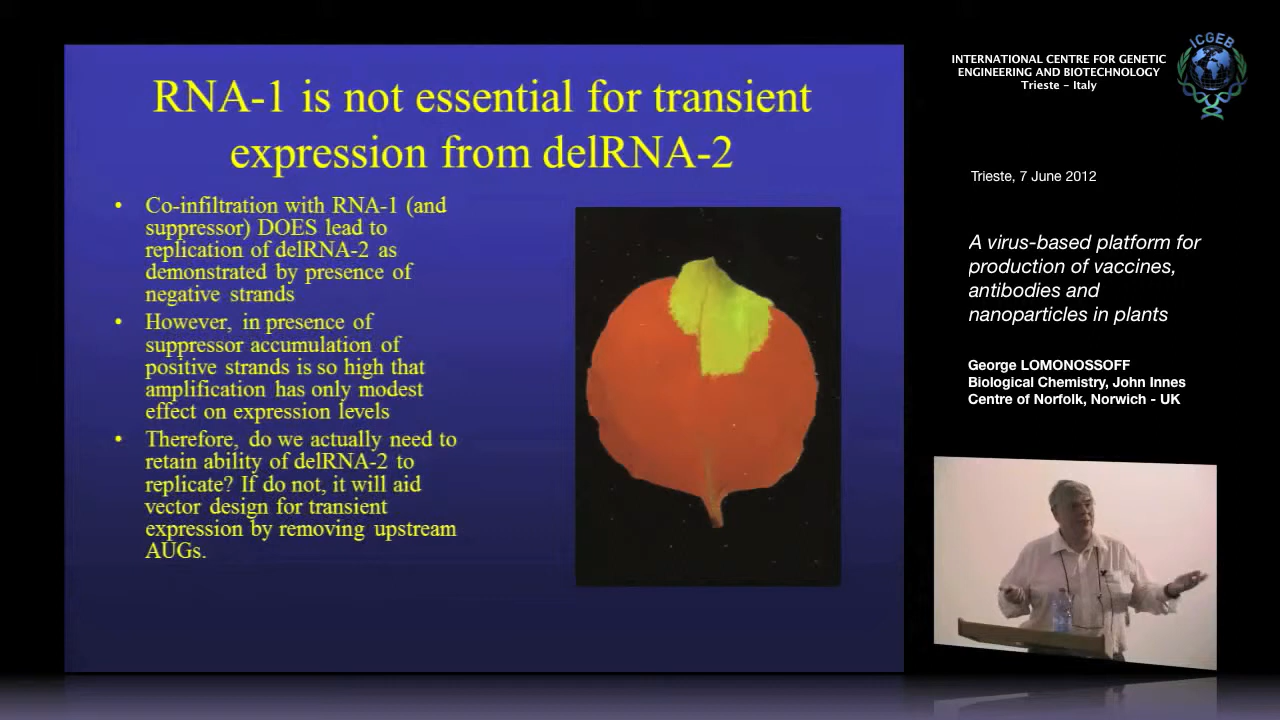 RNA-1 is not essential for transient
expression from delRNA-2
• Co-infiltration with RNA-1 (and
suppressor) DOES lead to
replication of delRNA-2 as
demonstrated by presence of
negative strands
• However, in presence of
suppressor accumulation of
positive strands is so high that
amplification has only modest
effect on expression levels
• Therefore, do we actually need to
retain ability of delRNA-2 to
replicate? If do not, it will aid
vector design for transient
expression by removing upstream
AUGs.
INTERNATIONAL CENTRE FOR GENETIC
ENGINEERING AND BIOTECHNOLOGY
Trieste - Italy
ICGEB
Trieste, 7 June 2012
A virus-based platform for
production of vaccines,
antibodies and
nanoparticles in plants
George LOMONOSSOFF
Biological Chemistry, John Innes
Centre of Norfolk, Norwich - UK